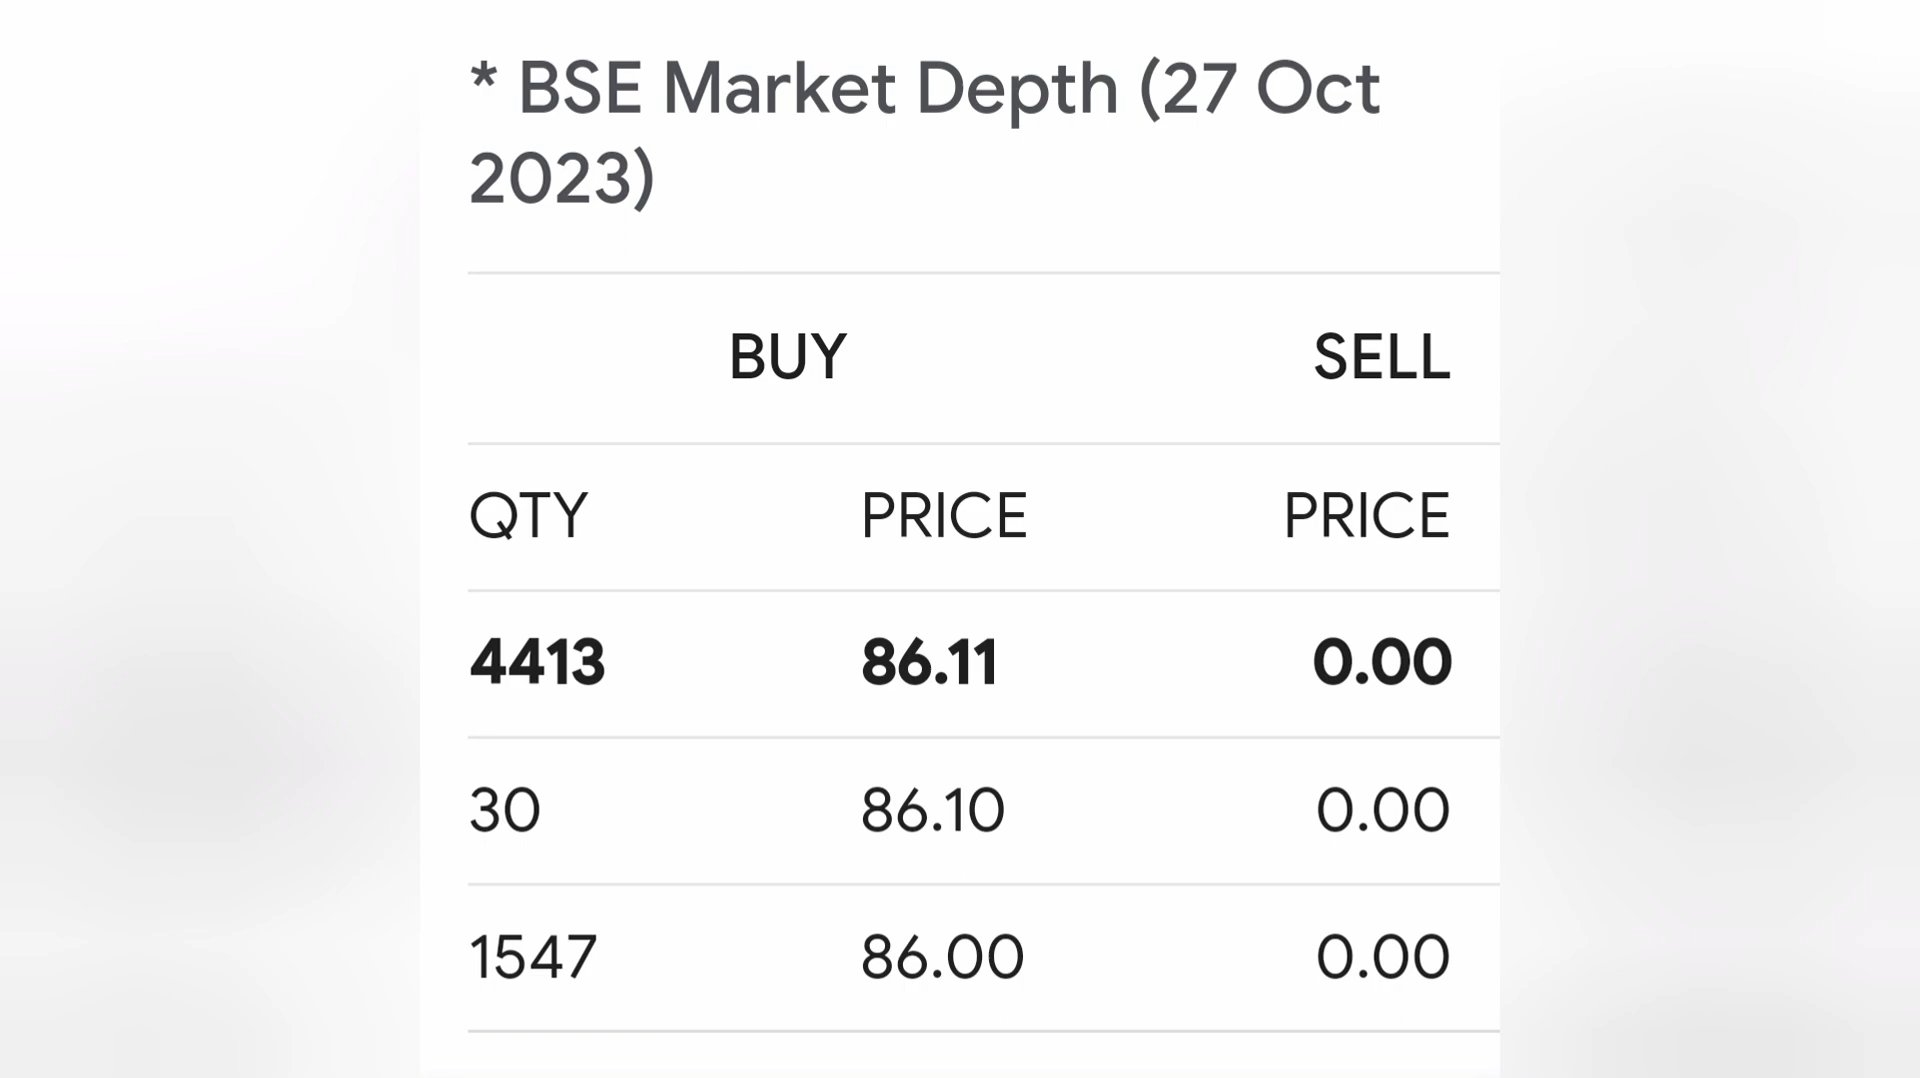 * BSE Market Depth (27 Oct
2023)
BUY SELL
QTY PRICE PRICE
4413 86.11 0.00
30 86.10 0.00
1547 86.00 0.00